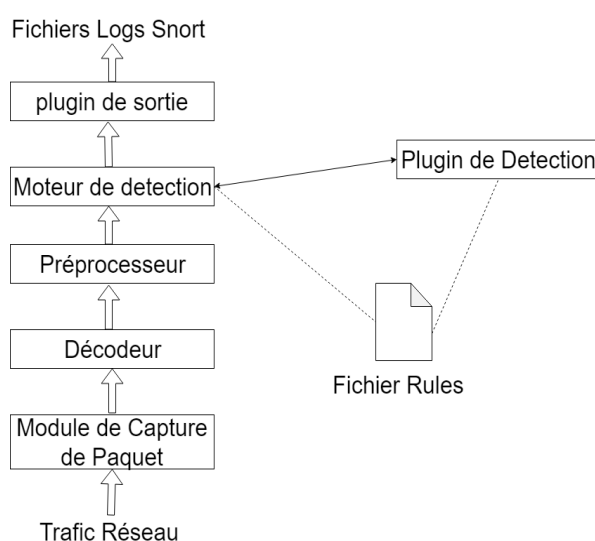 Fichiers Logs Snort
plugin de sortie
Moteur de detection
Plugin de Detection
Préprocesseur
Décodeur
Fichier Rules
Module de Capture
de Paquet
Trafic Réseau